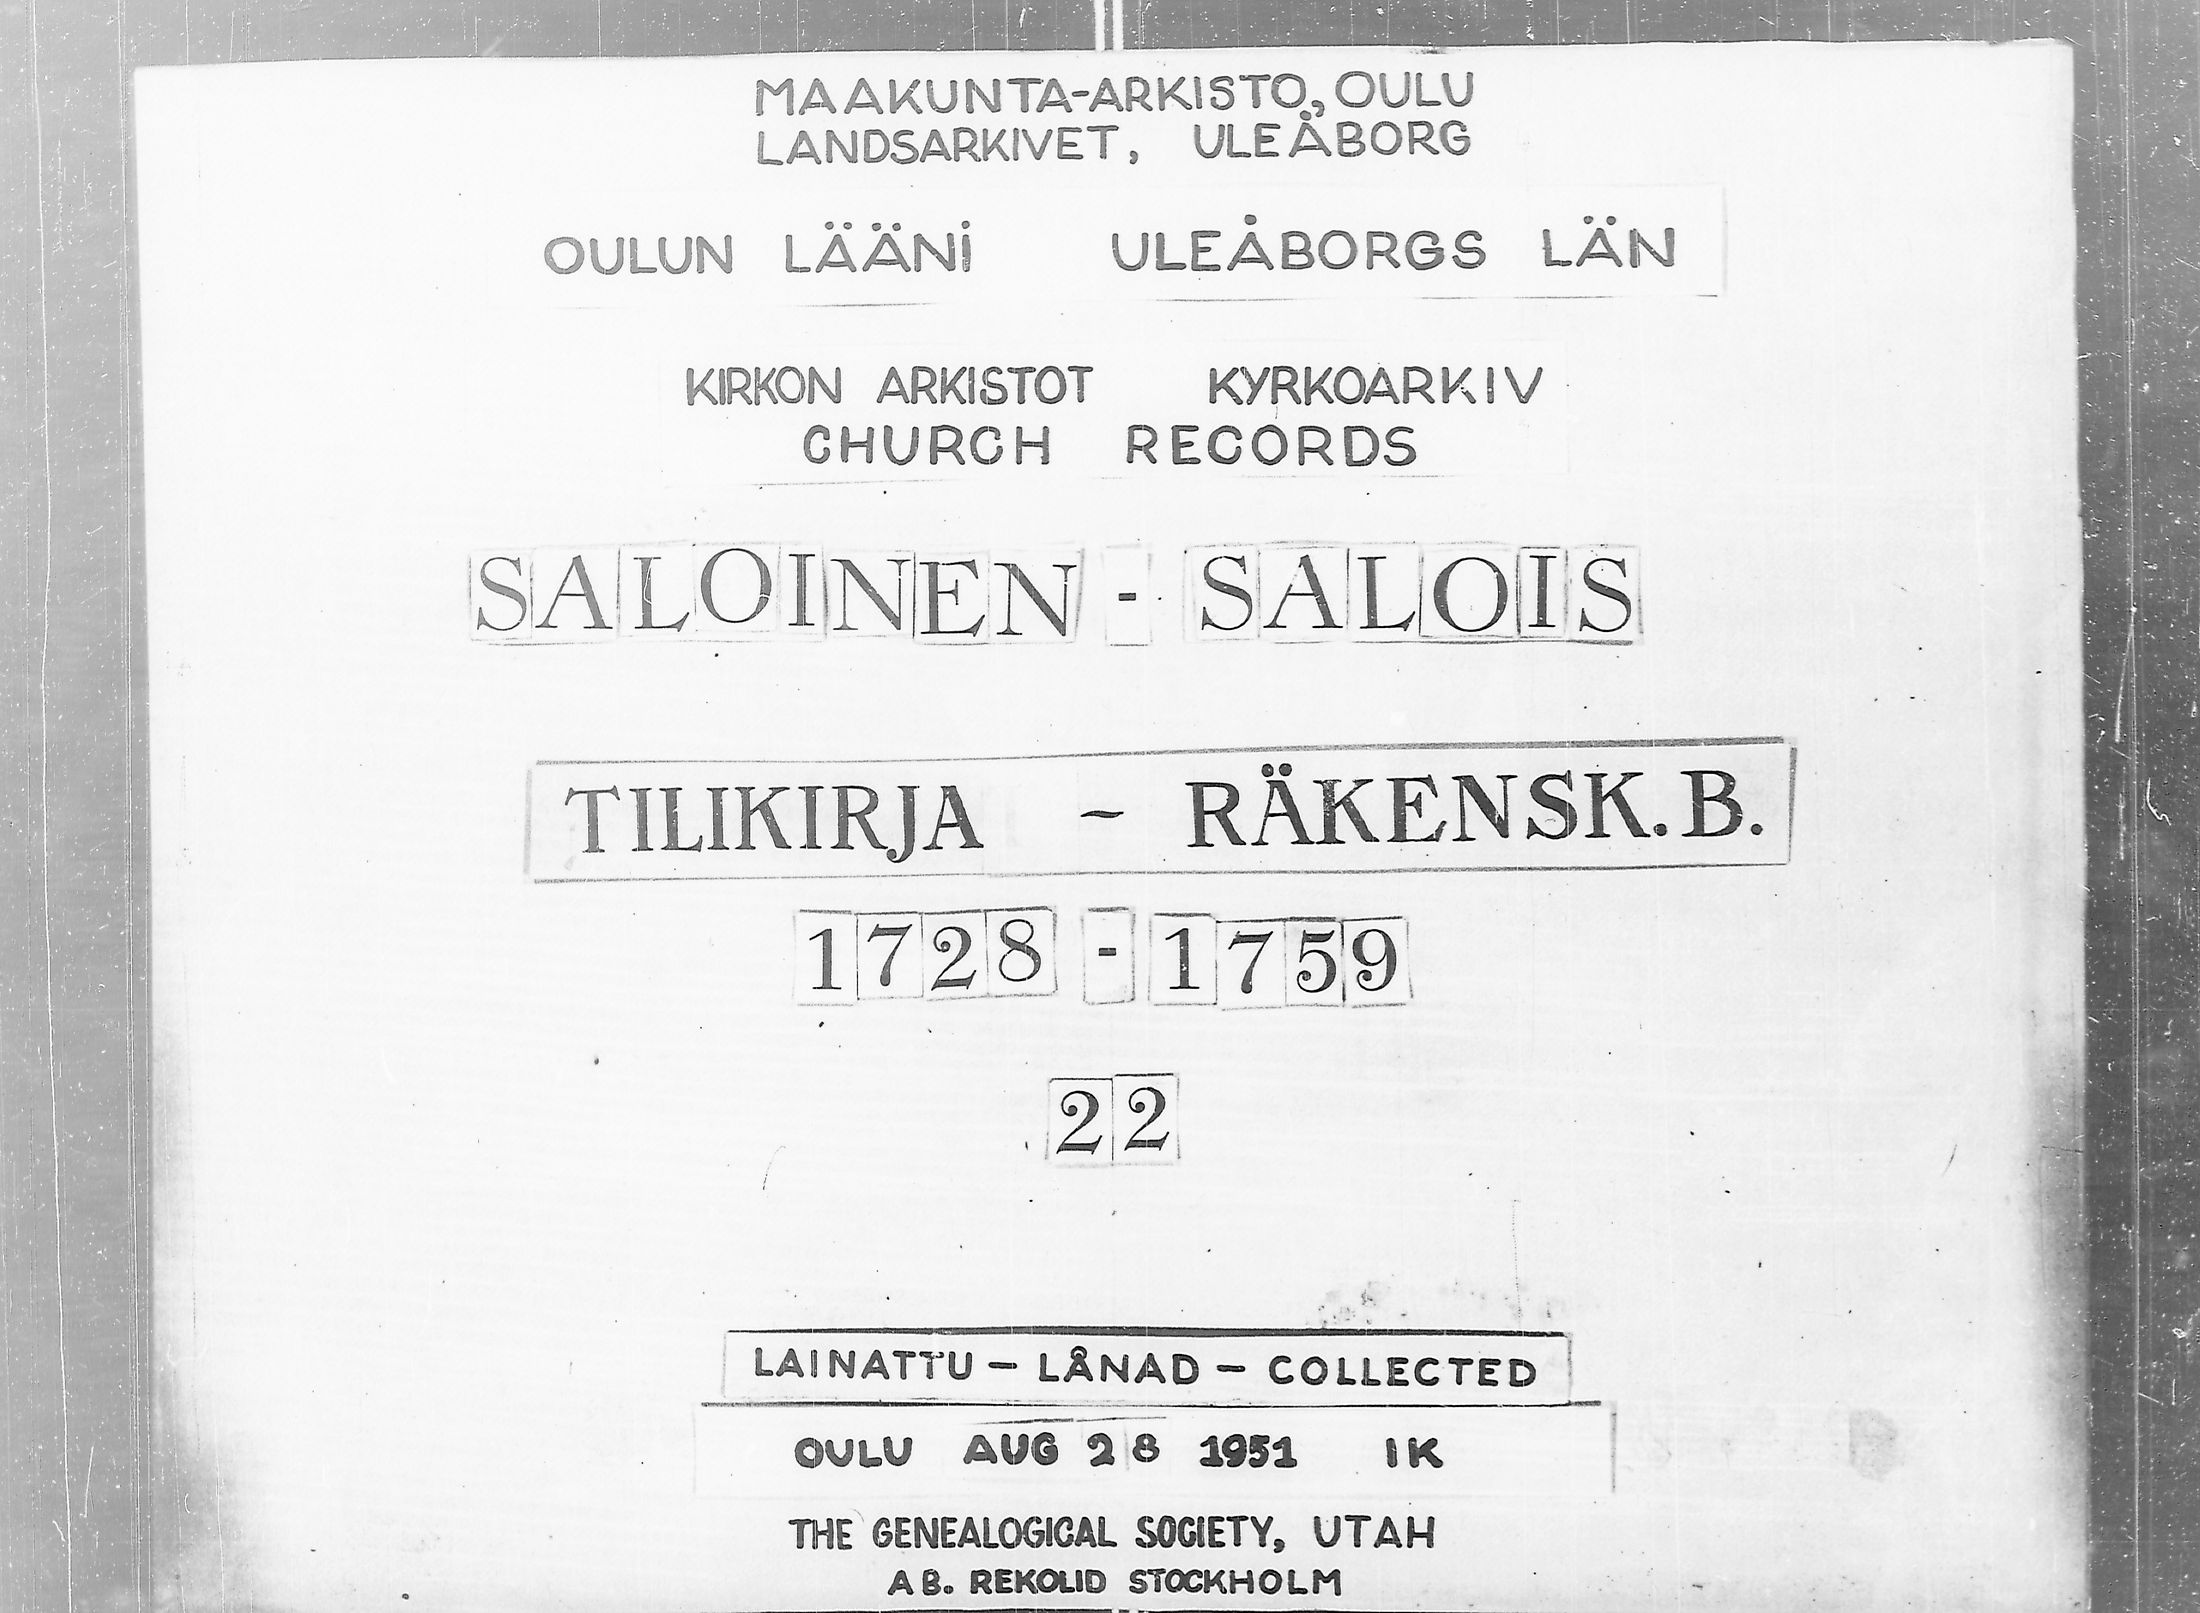 MAAKUNTA-ARKISTO, OULU
LANDSARKIVET, ULEÅBORG
OULUN LÄÄNi ULEÅBORGS LÄN
KIRKON ARKISTOT KYRKOARKIV
CHURCH RECORDS
SALOINEN - SALOIS
TILIKIRJA - RÄKENSK. B.
1728 - 1759
22
LAINATTU - LÅNAD - COLLECTED
OULU AUG 28 1951 IK
THE GENEALOGICAL SOCIETY, UTAH
AB. REKOLID STOCKHOLM